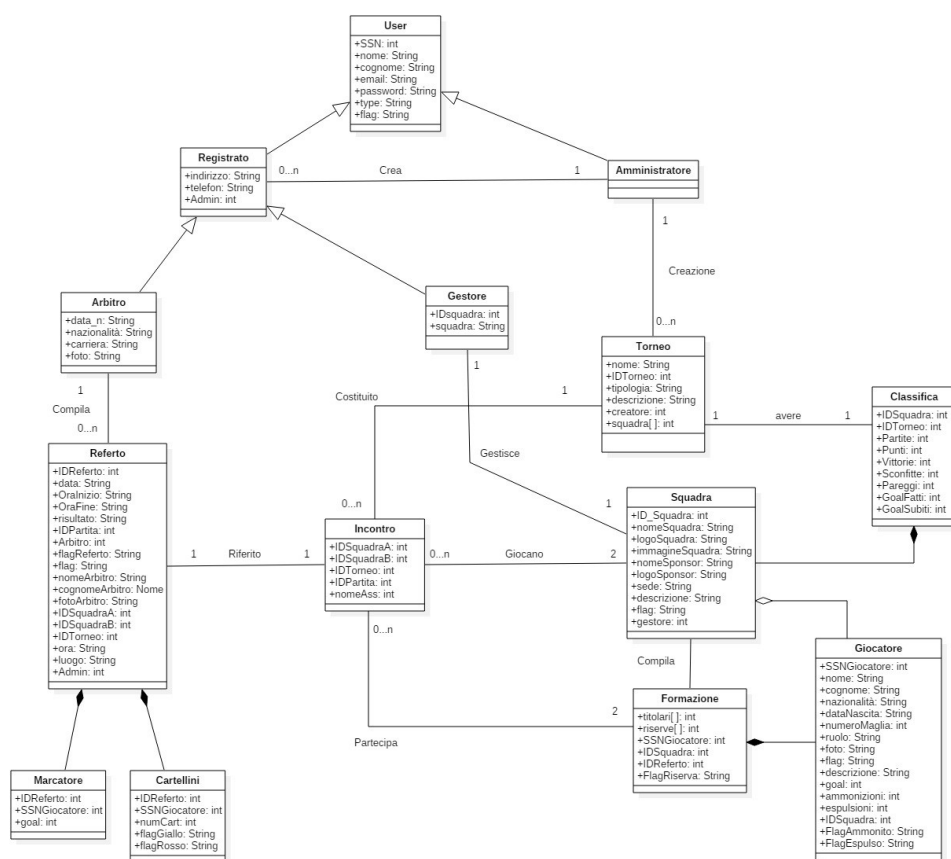 User
+SSN: int
+nome: String
+cognome: String
+email: String
+password: String
+type: String
+flag: String
Registrato
+indirizzo: String
+telefon: String
+Admin: int
0...n
Crea
1
Amministratore
1
Creazione
0...n
Arbitro
+data_n: String
+nazionalità: String
+carriera: String
+foto: String
Gestore
+IDsquadra: int
+squadra: String
Torneo
+nome: String
+IDTorneo: int
+tipologia: String
+descrizione: String
+creatore: int
+squadra[ ]: int
1
Compila
0...n
1
Costituito
1
Gestisce
1
0...n
1
avere
1
Classifica
+IDSquadra: int
+IDTorneo: int
+Partite: int
+Punti: int
+Vittorie: int
+Sconfitte: int
+Pareggi: int
+GoalFatti: int
+GoalSubiti: int
Referto
+IDReferto: int
+data: String
+OraInizio: String
+OraFine: String
+risultato: String
+IDPartita: int
+Arbitro: int
+flagReferto: String
+flag: String
+nomeArbitro: String
+cognomeArbitro: Nome
+fotoArbitro: String
+IDSquadraA: int
+IDSquadraB: int
+IDTorneo: int
+ora: String
+luogo: String
+Admin: int
1
Riferito
1
Incontro
+IDSquadraA: int
+IDSquadraB: int
+IDTorneo: int
+IDPartita: int
+nomeAss: int
0...n
Giocano
2
Squadra
+ID_Squadra: int
+nomeSquadra: String
+logoSquadra: String
+immagineSquadra: String
+nomeSponsor: String
+logoSponsor: String
+sede: String
+descrizione: String
+flag: String
+gestore: int
0...n
Partecipa
2
Compila
Formazione
+titolari[ ]: int
+riserve[ ]: int
+SSNGiocatore: int
+IDSquadra: int
+IDReferto: int
+FlagRiserva: String
Giocatore
+SSNGiocatore: int
+nome: String
+cognome: String
+nazionalità: String
+dataNascita: String
+numeroMaglia: int
+ruolo: String
+foto: String
+flag: String
+descrizione: String
+goal: int
+ammonizioni: int
+espulsioni: int
+IDSquadra: int
+FlagAmmonito: String
+FlagEspulso: String
Marcatore
+IDReferto: int
+SSNGiocatore: int
+goal: int
Cartellini
+IDReferto: int
+SSNGiocatore: int
+numCart: int
+flagGiallo: String
+flagRosso: String